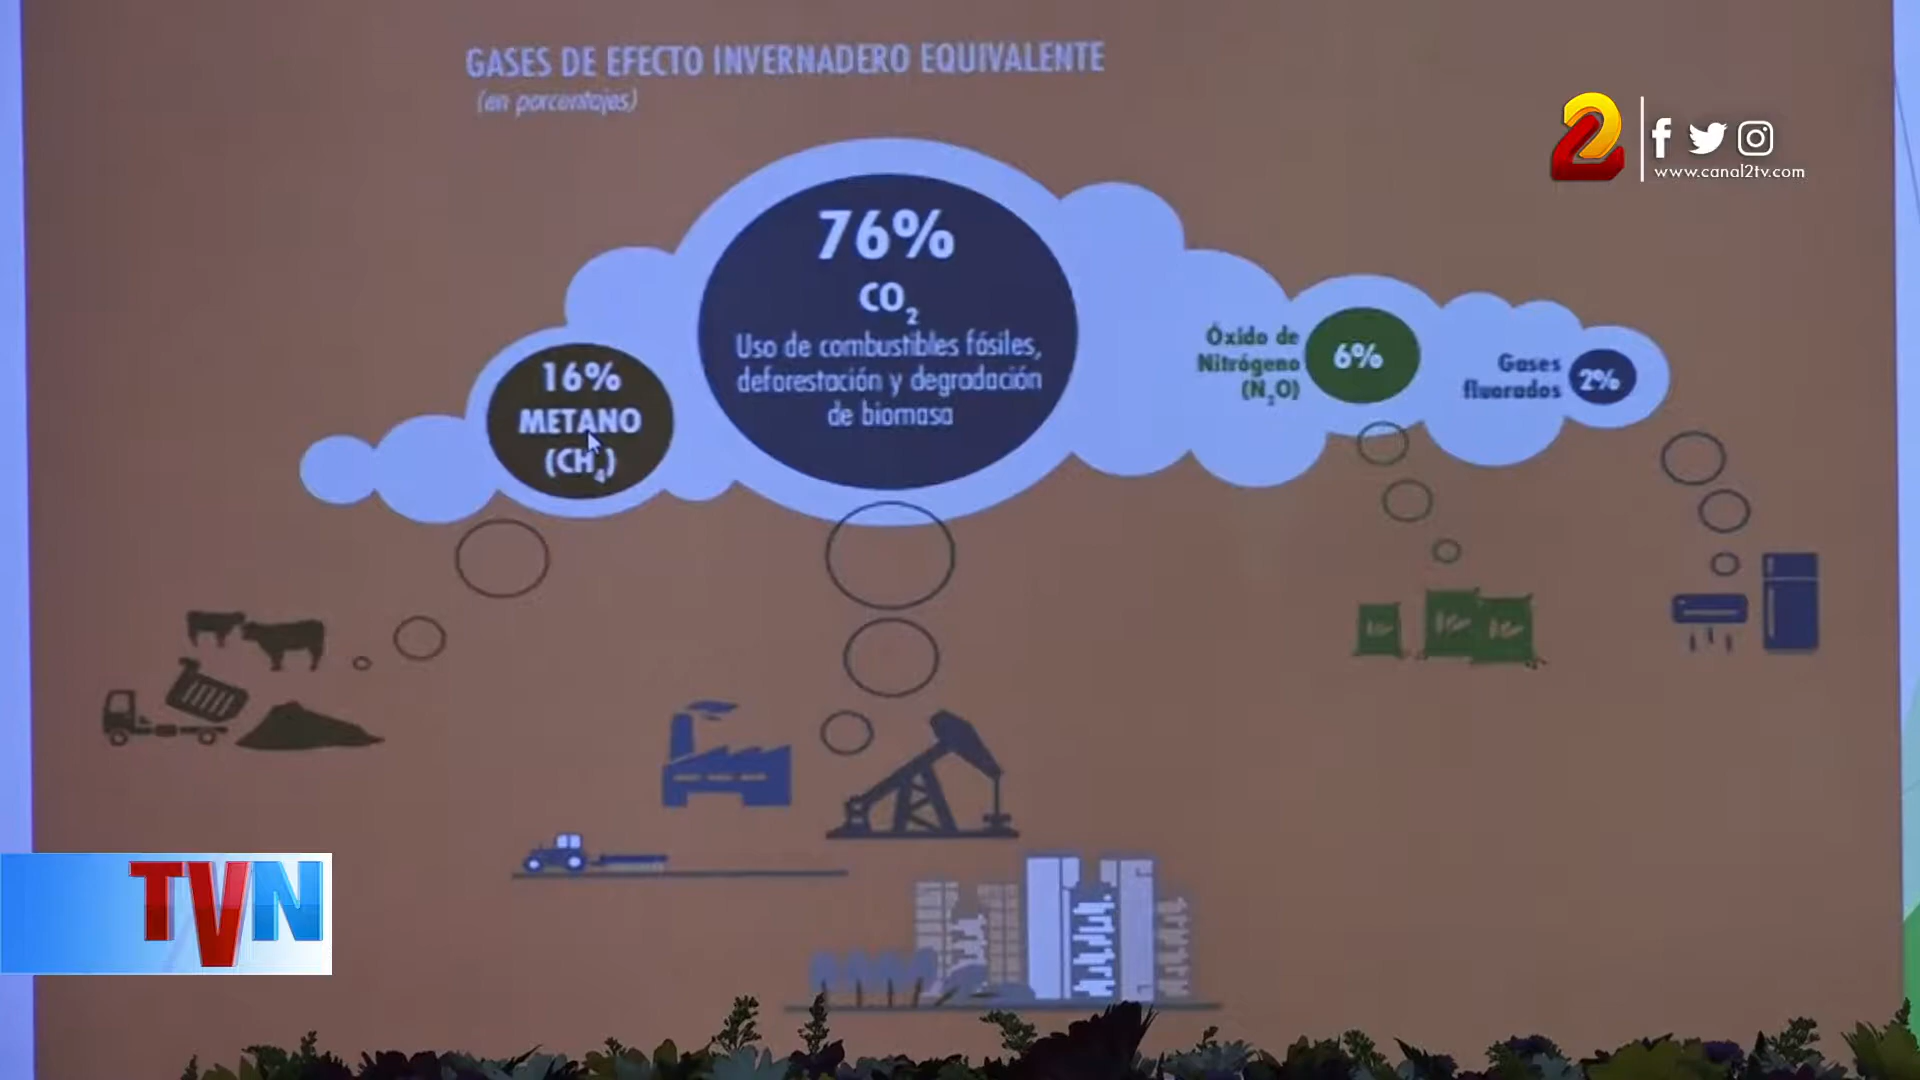 GASES DE EFECTO INVERNADERO EQUIVALENTE
(en porcentajes)
2
www.canal2tv.com
76%
CO₂
Uso de combustibles fósiles,
deforestación y degradación
de biomasa
16%
METANO
(CH₄)
Óxido de
Nitrógeno
(N₂O)
6%
Gases
fluorados
2%
TVN